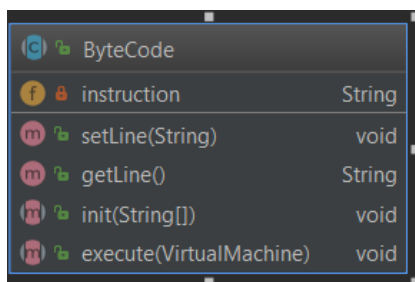 C ByteCode
f instruction String
m setLine(String) void
m getLine() String
m init(String[]) void
m execute(VirtualMachine) void